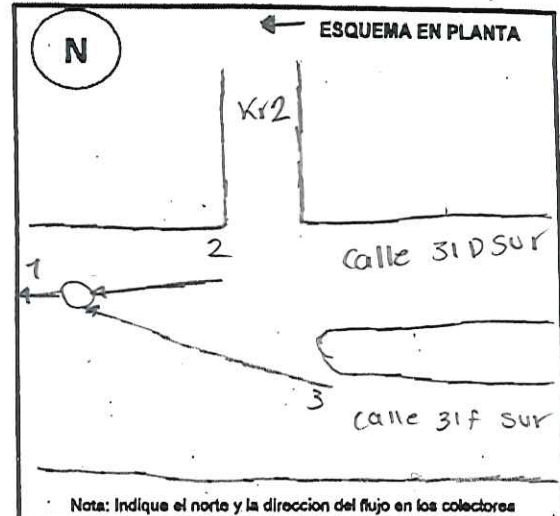 N
ESQUEMA EN PLANTA
Kr2
2
Calle 31D Sur
1
3
Calle 31f Sur
Nota: Indique el norte y la direccion del flujo en los colectores